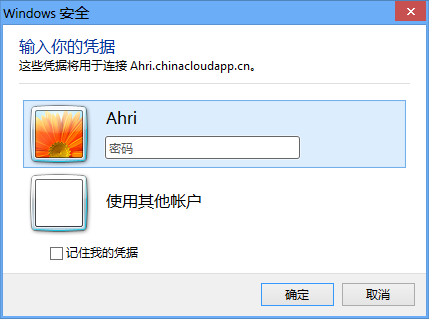 Windows 安全
输入你的凭据
这些凭据将用于连接 Ahri.chinacloudapp.cn。
Ahri
密码
使用其他帐户
记住我的凭据
确定
取消